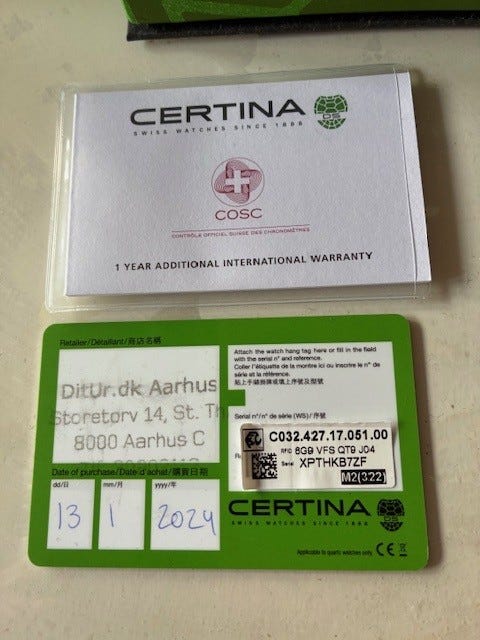 CERTINA
DS
SWISS WATCHES SINCE 1888
COSC
CONTRÔLE OFFICIEL SUISSE DES CHRONOMÈTRES
1 YEAR ADDITIONAL INTERNATIONAL WARRANTY
Retailer/Détaillant/商店名稱
DitUr.dk Aarhus
Storetorv 14, St.
8000 Aarhus C
Date of purchase/Date d'achat/購買日期
dd/日
mm/月
yyyy/年
13
1
2024
Attach the watch hang tag here or fill in the field
with the serial n° and reference.
Coller l'étiquette de la montre ici ou inscrire le n° de
série et la référence.
貼上手錶掛牌或填上序號及型號
Serial n°/n° de série (WS)/序號
C032.427.17.051.00
RFIC 6G9 VFS QT9 J04
Serial XPTHKB7ZF
M2(322)
CERTINA
DS
SWISS WATCHES SINCE 1888
Applicable to quartz watches only.
CE